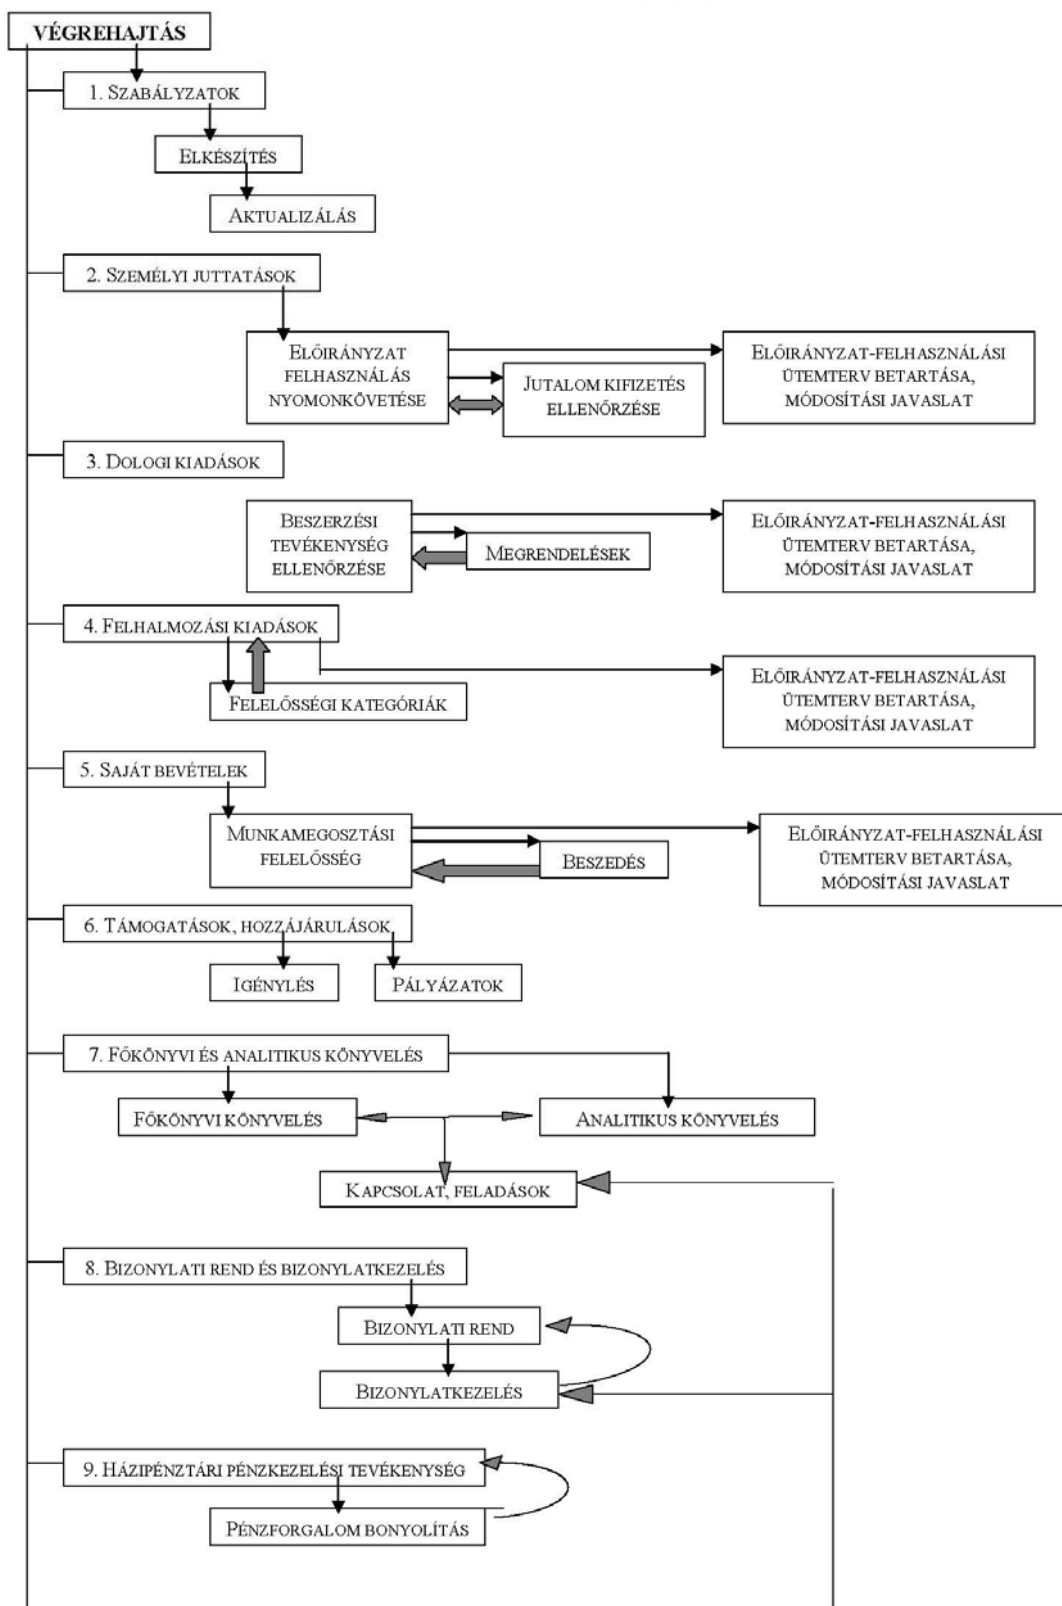 VÉGREHAJTÁS
1. SZABÁLYZATOK
ELKÉSZÍTÉS
AKTUALIZÁLÁS
2. SZEMÉLYI JUTTATÁSOK
ELŐIRÁNYZAT
FELHASZNÁLÁS
NYOMONKÖVETÉSE
JUTALOM KIFIZETÉS
ELLENŐRZÉSE
ELŐIRÁNYZAT-FELHASZNÁLÁSI
ÜTEMTERV BETARTÁSA,
MÓDOSÍTÁSI JAVASLAT
3. DOLOGI KIADÁSOK
BESZERZÉSI
TEVÉKENYSÉG
ELLENŐRZÉSE
MEGRENDELÉSEK
ELŐIRÁNYZAT-FELHASZNÁLÁSI
ÜTEMTERV BETARTÁSA,
MÓDOSÍTÁSI JAVASLAT
4. FELHALMOZÁSI KIADÁSOK
FELELŐSSÉGI KATEGÓRIÁK
ELŐIRÁNYZAT-FELHASZNÁLÁSI
ÜTEMTERV BETARTÁSA,
MÓDOSÍTÁSI JAVASLAT
5. SAJÁT BEVÉTELEK
MUNKAMEGOSZTÁSI
FELELŐSSÉG
BESZEDÉS
ELŐIRÁNYZAT-FELHASZNÁLÁSI
ÜTEMTERV BETARTÁSA,
MÓDOSÍTÁSI JAVASLAT
6. TÁMOGATÁSOK, HOZZÁJÁRULÁSOK
IGÉNYLÉS
PÁLYÁZATOK
7. FŐKÖNYVI ÉS ANALITIKUS KÖNYVELÉS
FŐKÖNYVI KÖNYVELÉS
ANALITIKUS KÖNYVELÉS
KAPCSOLAT, FELADÁSOK
8. BIZONYLATI REND ÉS BIZONYLATKEZELÉS
BIZONYLATI REND
BIZONYLATKEZELÉS
9. HÁZIPÉNZTÁRI PÉNZKEZELÉSI TEVÉKENYSÉG
PÉNZFORGALOM BONYOLÍTÁS